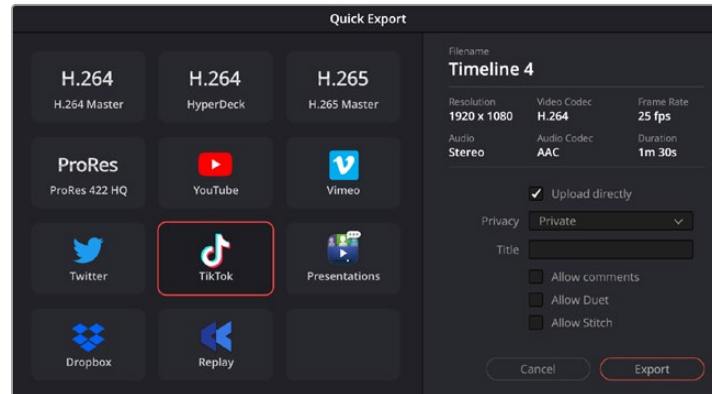 Quick Export
H.264
H.264 Master
H.264
HyperDeck
H.265
H.265 Master
ProRes
ProRes 422 HQ
YouTube
Vimeo
Twitter
TikTok
Presentations
Dropbox
Replay
Filename
Timeline 4
Resolution Video Codec Frame Rate
1920 x 1080 H.264 25 fps
Audio Audio Codec Duration
Stereo AAC 1m 30s
Upload directly
Privacy Private
Title
Allow comments
Allow Duet
Allow Stitch
Cancel Export